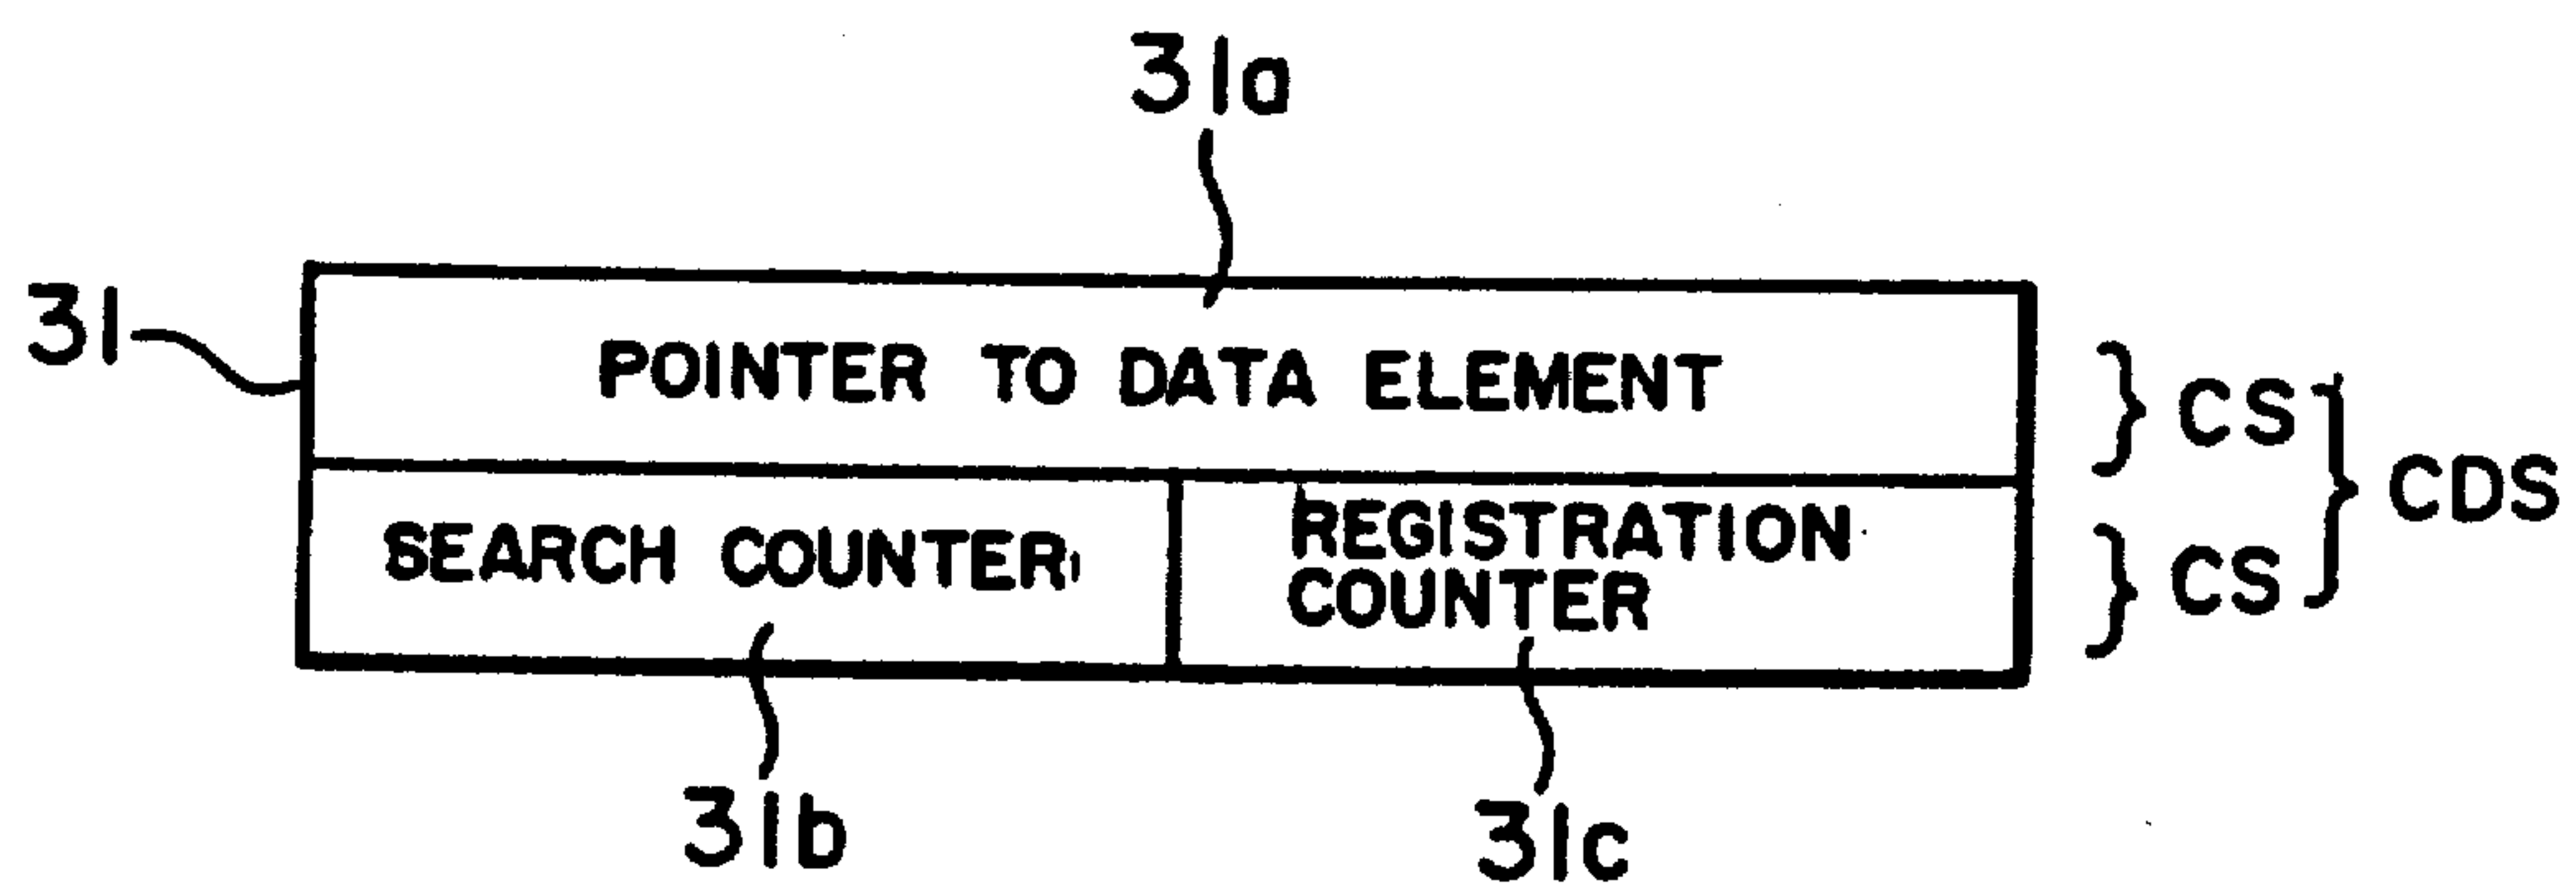 31a
31
POINTER TO DATA ELEMENT
CS
CDS
SEARCH COUNTER
REGISTRATION
COUNTER
CS
31b
31c